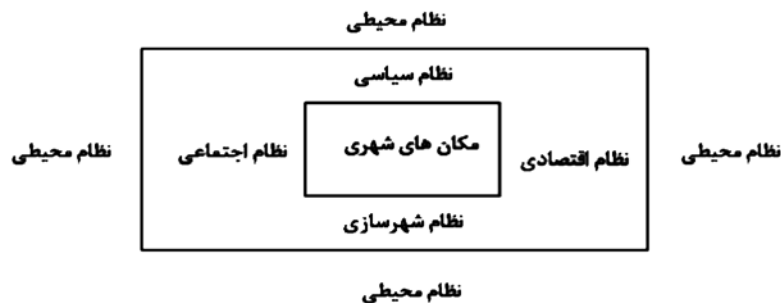 نظام محیطی
نظام سیاسی
نظام محیطی نظام اقتصادی مکان های شهری نظام اجتماعی نظام محیطی
نظام شهرسازی
نظام محیطی